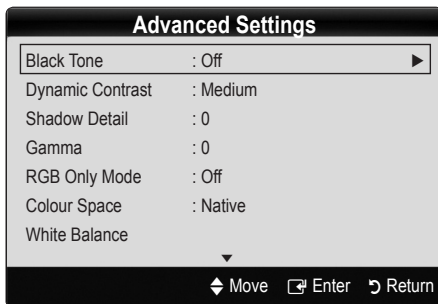 Advanced Settings
Black Tone : Off ►
Dynamic Contrast : Medium
Shadow Detail : 0
Gamma : 0
RGB Only Mode : Off
Colour Space : Native
White Balance
Move Enter Return